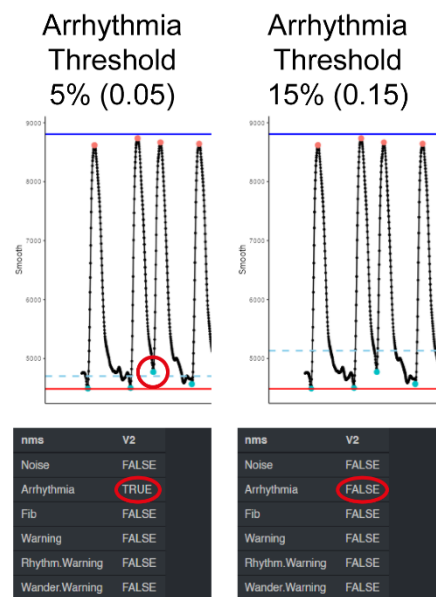 Arrhythmia
Threshold
5% (0.05)
Arrhythmia
Threshold
15% (0.15)
9000
8000
7000
6000
5000
Smooth
9000
8000
7000
6000
5000
Smooth
nms V2
Noise FALSE
Arrhythmia TRUE
Fib FALSE
Warning FALSE
Rhythm.Warning FALSE
Wander.Warning FALSE
nms V2
Noise FALSE
Arrhythmia FALSE
Fib FALSE
Warning FALSE
Rhythm.Warning FALSE
Wander.Warning FALSE